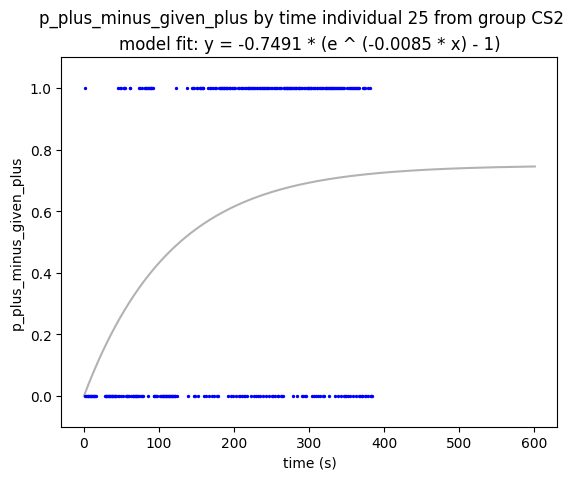 p_plus_minus_given_plus by time individual 25 from group CS2
model fit: y = -0.7491 * (e ^ (-0.0085 * x) - 1)
1.0
0.8
0.6
0.4
0.2
0.0
p_plus_minus_given_plus
0 100 200 300 400 500 600
time (s)